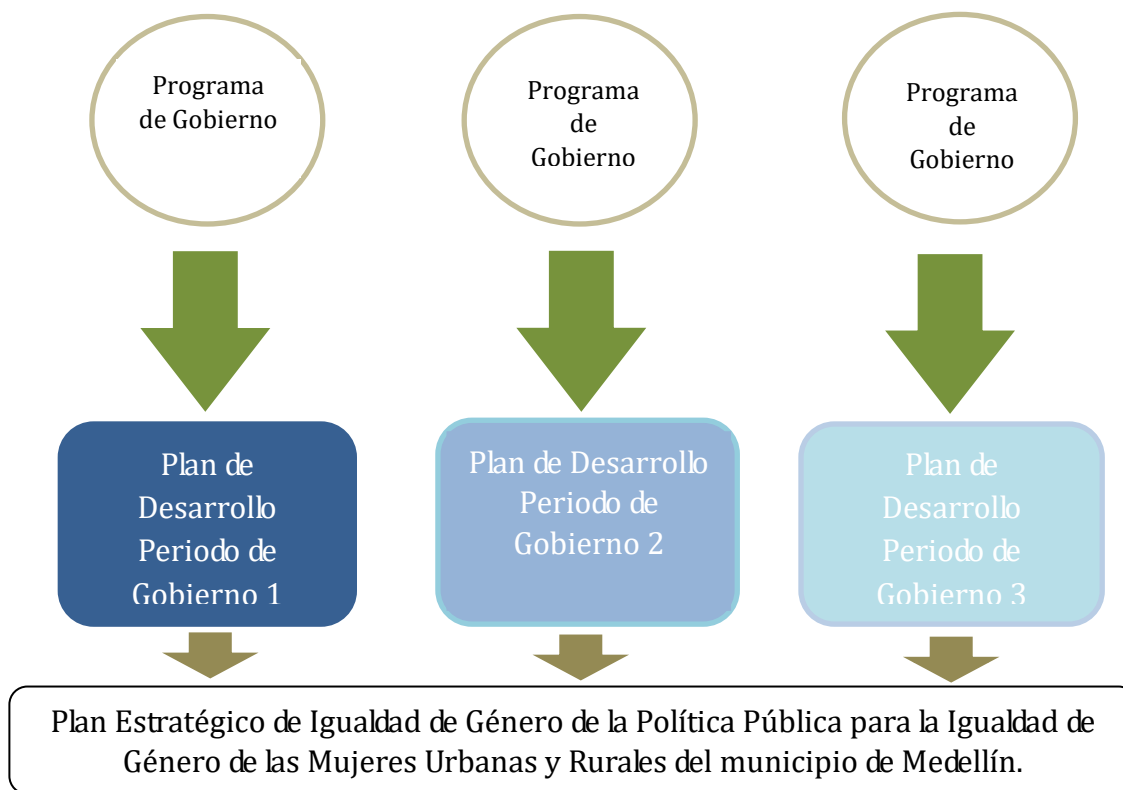 Programa
de Gobierno
Programa
de
Gobierno
Programa
de
Gobierno
Plan de
Desarrollo
Periodo de
Gobierno 1
Plan de Desarrollo
Periodo de
Gobierno 2
Plan de
Desarrollo
Periodo de
Gobierno 3
Plan Estratégico de Igualdad de Género de la Política Pública para la Igualdad de
Género de las Mujeres Urbanas y Rurales del municipio de Medellín.